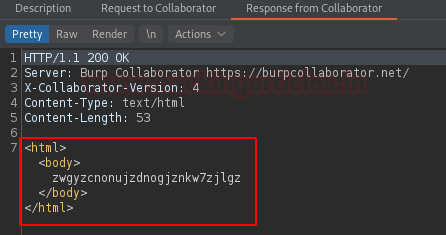 Description Request to Collaborator Response from Collaborator
Pretty Raw Render \n Actions
1 HTTP/1.1 200 OK
2 Server: Burp Collaborator https://burpcollaborator.net/
3 X-Collaborator-Version: 4
4 Content-Type: text/html
5 Content-Length: 53
6
7 <html>
<body>
zwgyzcnonujzdnogjznkw7zjlgz
</body>
</html>